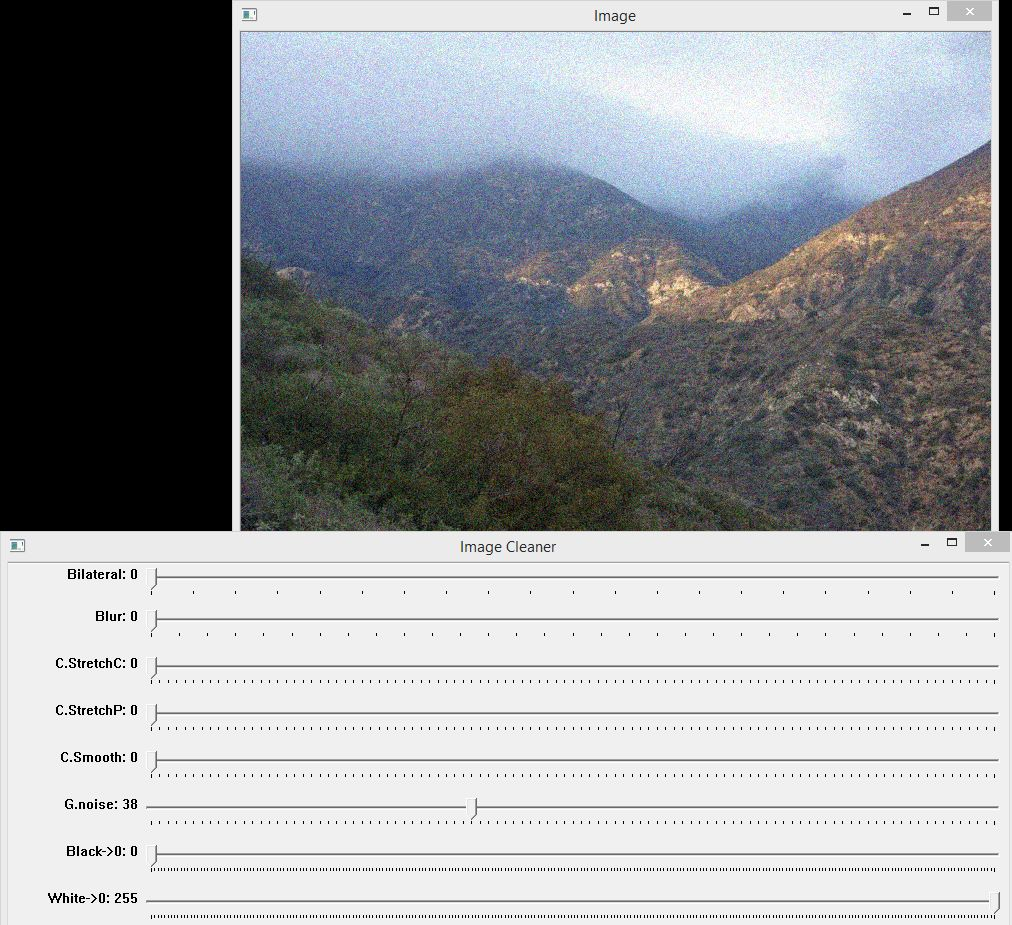 Image
Image Cleaner
Bilateral: 0
Blur: 0
C.StretchC: 0
C.StretchP: 0
C.Smooth: 0
G.noise: 38
Black->0: 0
White->0: 255